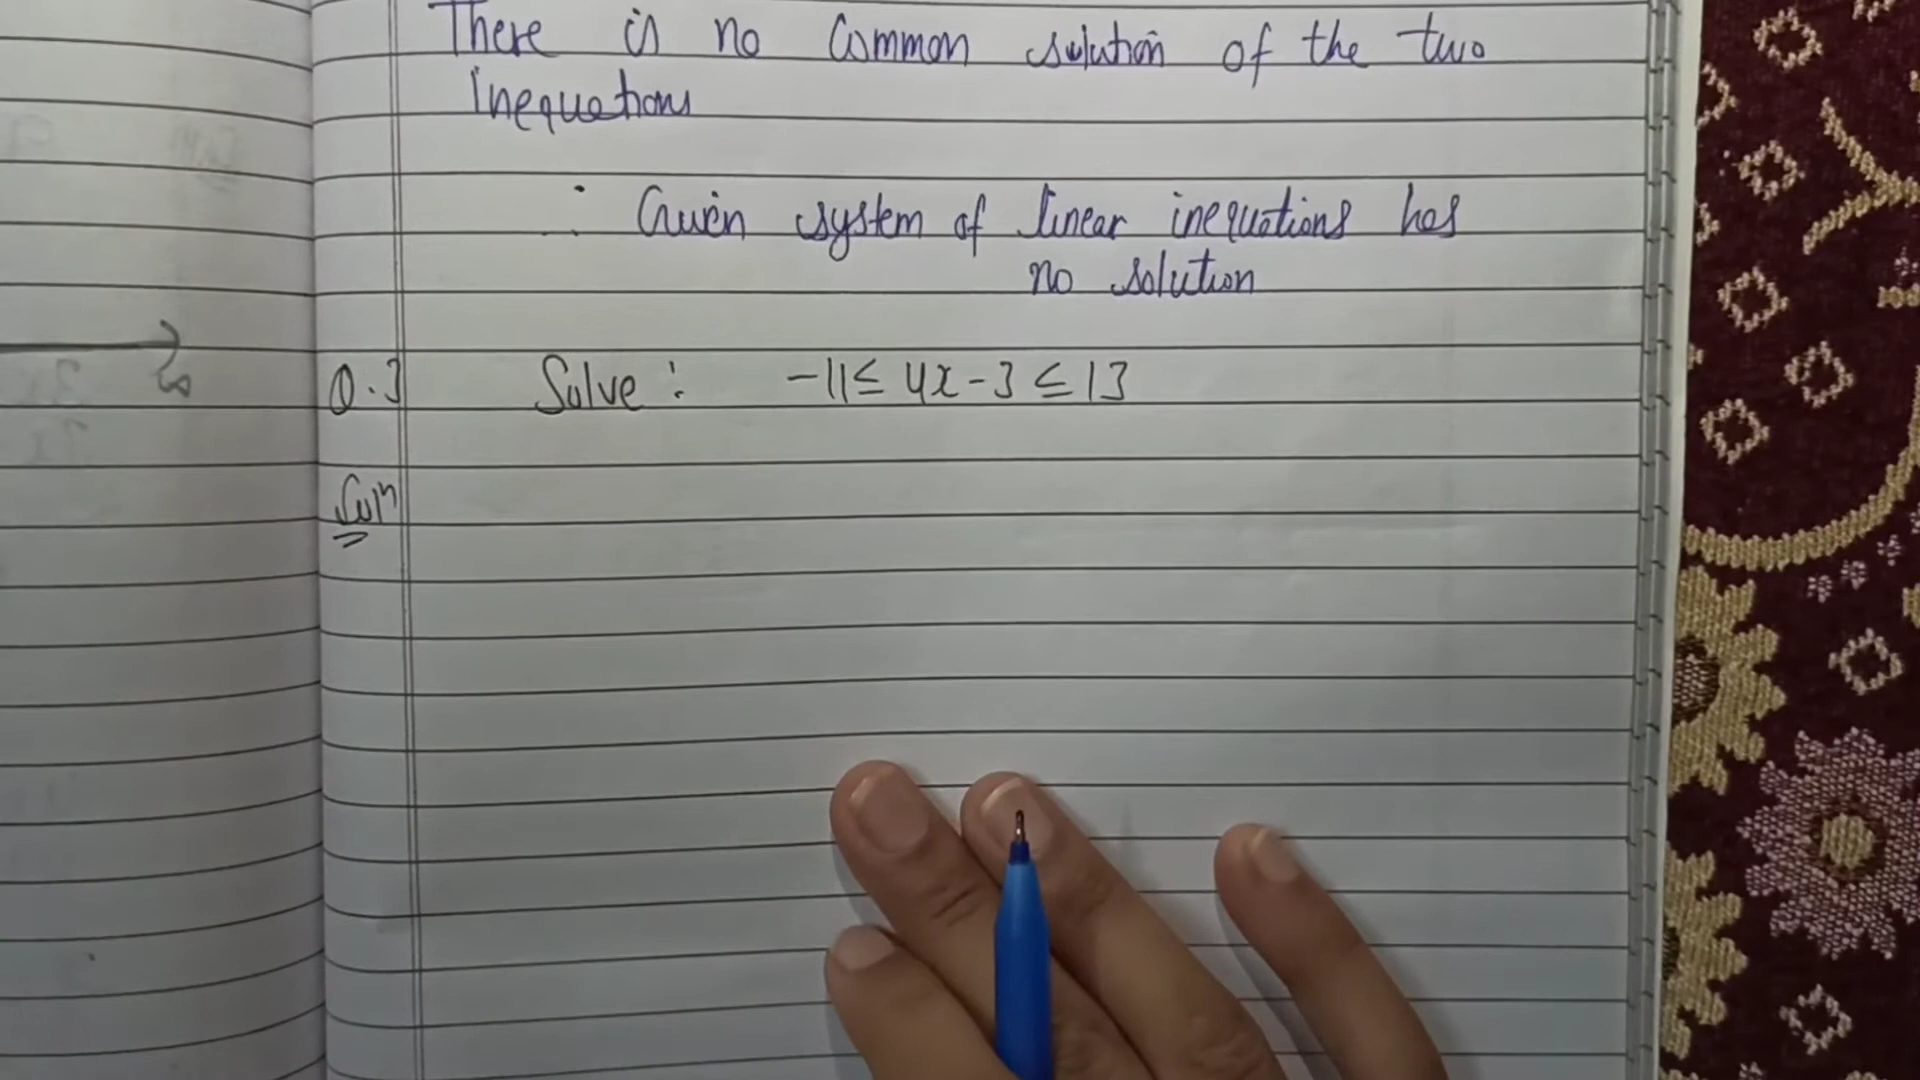 There is no Common solution of the two
inequations
∴ Given system of linear inequations has
no solution
Q.3 Solve : -11 ≤ 4x - 3 ≤ 13
Soln